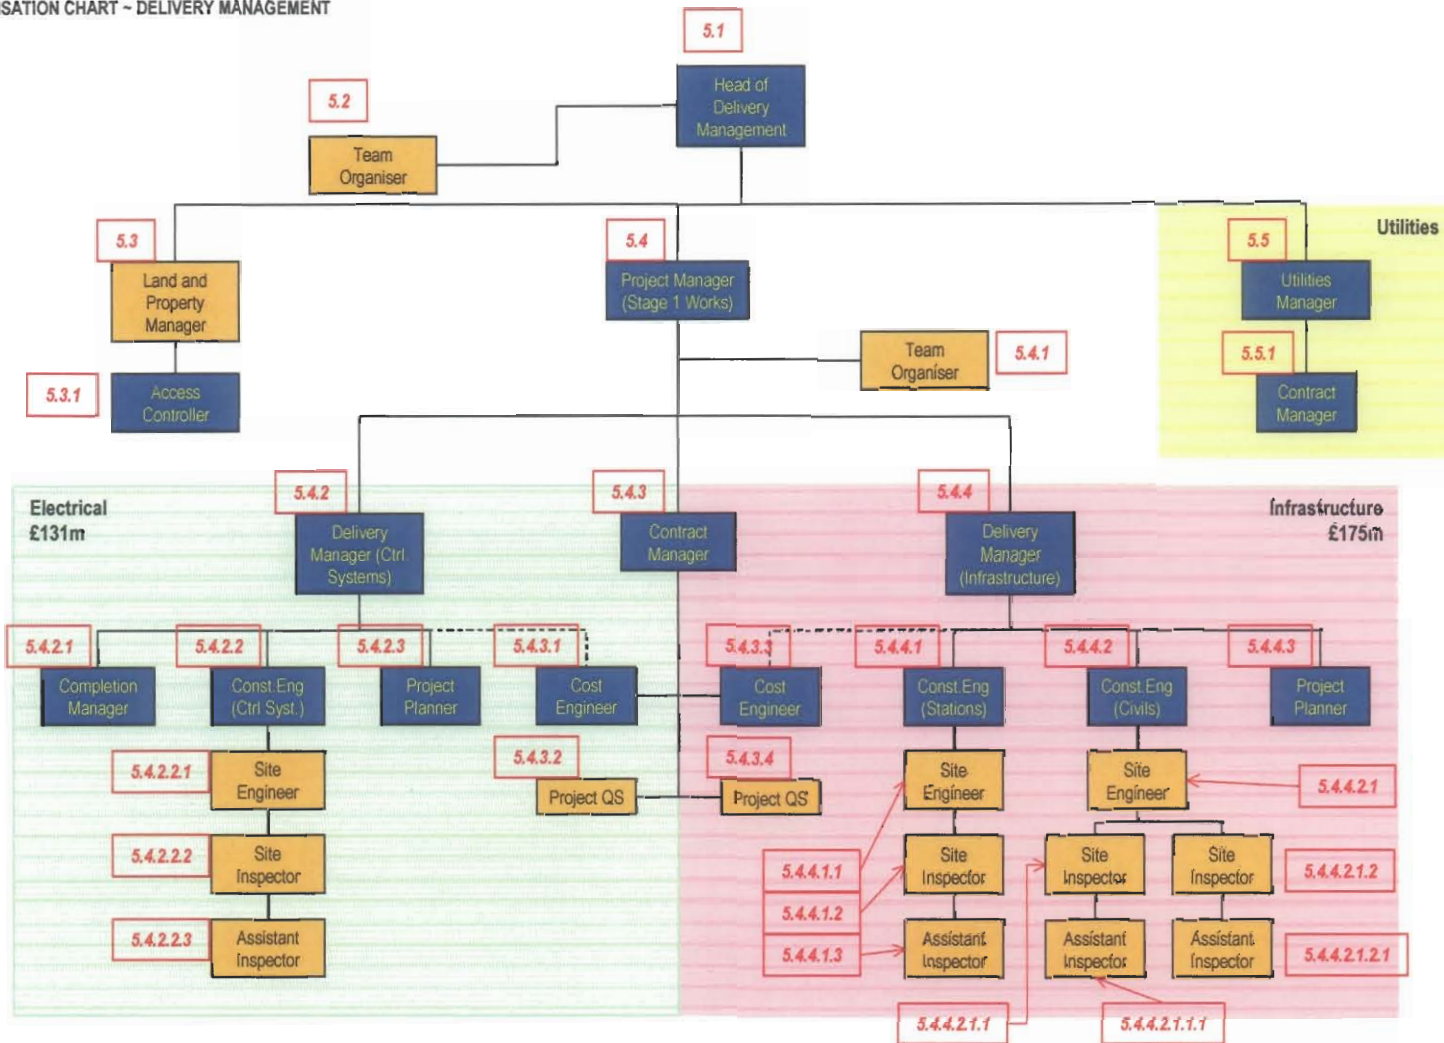 ISATION CHART ~ DELIVERY MANAGEMENT
5.1
Head of
Delivery
Management
5.2
Team
Organiser
5.3
Land and
Property
Manager
5.3.1
Access
Controller
5.4
Project Manager
(Stage 1 Works)
Team
Organiser
5.4.1
Utilities
5.5
Utilities
Manager
5.5.1
Contract
Manager
Electrical
£131m
5.4.2
Delivery
Manager (Ctrl.
Systems)
5.4.3
Contract
Manager
5.4.4
Delivery
Manager
(Infrastructure)
Infrastructure
£175m
5.4.2.1
Completion
Manager
5.4.2.2
Const.Eng
(Ctrl Syst.)
5.4.2.3
Project
Planner
5.4.3.1
Cost
Engineer
5.4.3.3
Cost
Engineer
5.4.4.1
Const.Eng
(Stations)
5.4.4.2
Const.Eng
(Civils)
5.4.4.3
Project
Planner
5.4.2.2.1
Site
Engineer
5.4.3.2
Project QS
5.4.3.4
Project QS
Site
Engineer
Site
Engineer
5.4.4.2.1
5.4.2.2.2
Site
Inspector
5.4.4.1.1
Site
Inspector
Site
Inspector
Site
Inspector
5.4.4.2.1.2
5.4.4.1.2
5.4.2.2.3
Assistant
Inspector
5.4.4.1.3
Assistant
Inspector
Assistant
Inspector
Assistant
Inspector
5.4.4.2.1.2.1
5.4.4.2.1.1
5.4.4.2.1.1.1